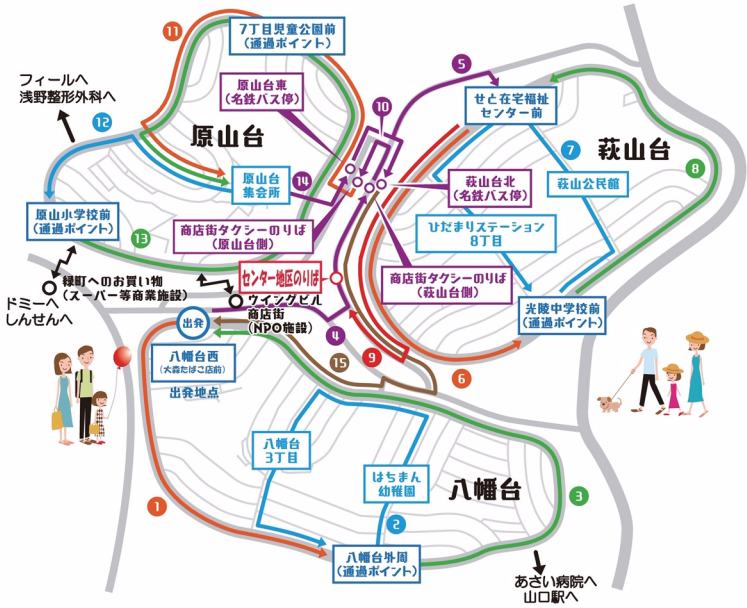 11
7丁目児童公園前
(通過ポイント)
フィールへ
浅野整形外科へ
原山台東
(名鉄バス停)
10
5
せと在宅福祉
センター前
12
原山台
原山台
集会所
14
7
萩山台
8
萩山公民館
萩山台北
(名鉄バス停)
原山小学校前
(通過ポイント)
13
商店街タクシーのりば
(原山台側)
ひだまりステーション
8丁目
商店街タクシーのりば
(萩山台側)
緑町へのお買い物
(スーパー等商業施設)
ドミーへ
しんせんへ
センター地区のりば
ウイングビル
商店街
(NPO施設)
光陵中学校前
(通過ポイント)
出発
4
9
15
6
八幡台西
(大森たばこ店前)
出発地点
八幡台
3丁目
はちまん
幼稚園
八幡台
3
1
2
八幡台外周
(通過ポイント)
あさい病院へ
山口駅へ